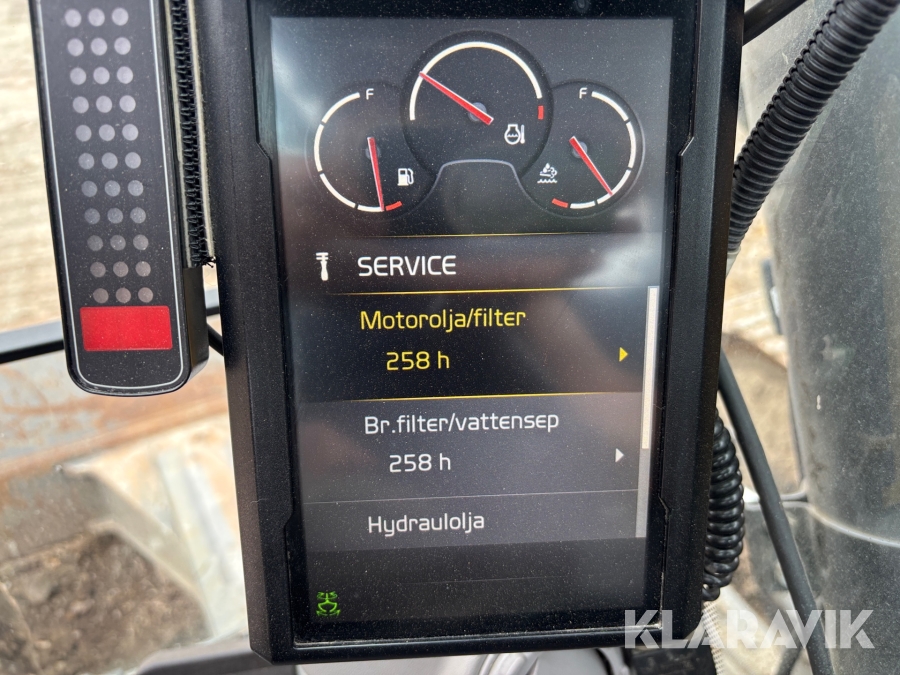 F
F
SERVICE
Motorolja/filter
258 h
Br.filter/vattensep
258 h
Hydraulolja
KLARAVIK